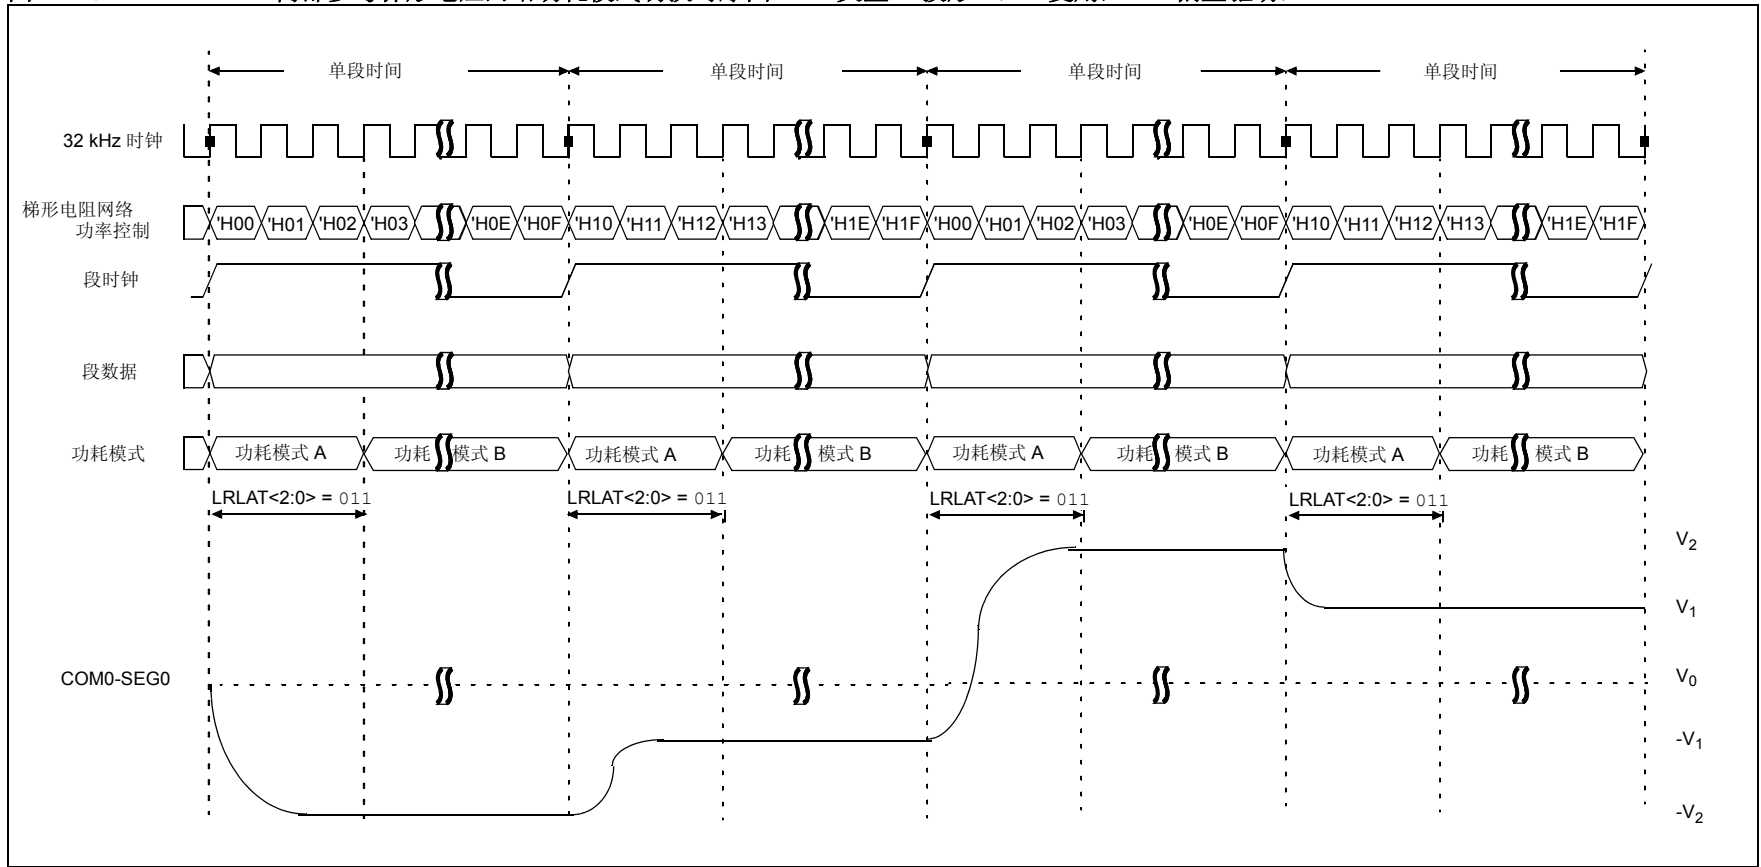 单段时间 单段时间 单段时间 单段时间
32 kHz 时钟
梯形电阻网络
功率控制
'H00 'H01 'H02 'H03 'H0E 'H0F 'H10 'H11 'H12 'H13 'H1E 'H1F 'H00 'H01 'H02 'H03 'H0E 'H0F 'H10 'H11 'H12 'H13 'H1E 'H1F
段时钟
段数据
功耗模式 功耗模式 A 功耗 模式 B 功耗模式 A 功耗 模式 B 功耗模式 A 功耗 模式 B 功耗模式 A 功耗 模式 B
LRLAT<2:0> = 011 LRLAT<2:0> = 011 LRLAT<2:0> = 011 LRLAT<2:0> = 011
V2
V1
COM0-SEG0 V0
-V1
-V2